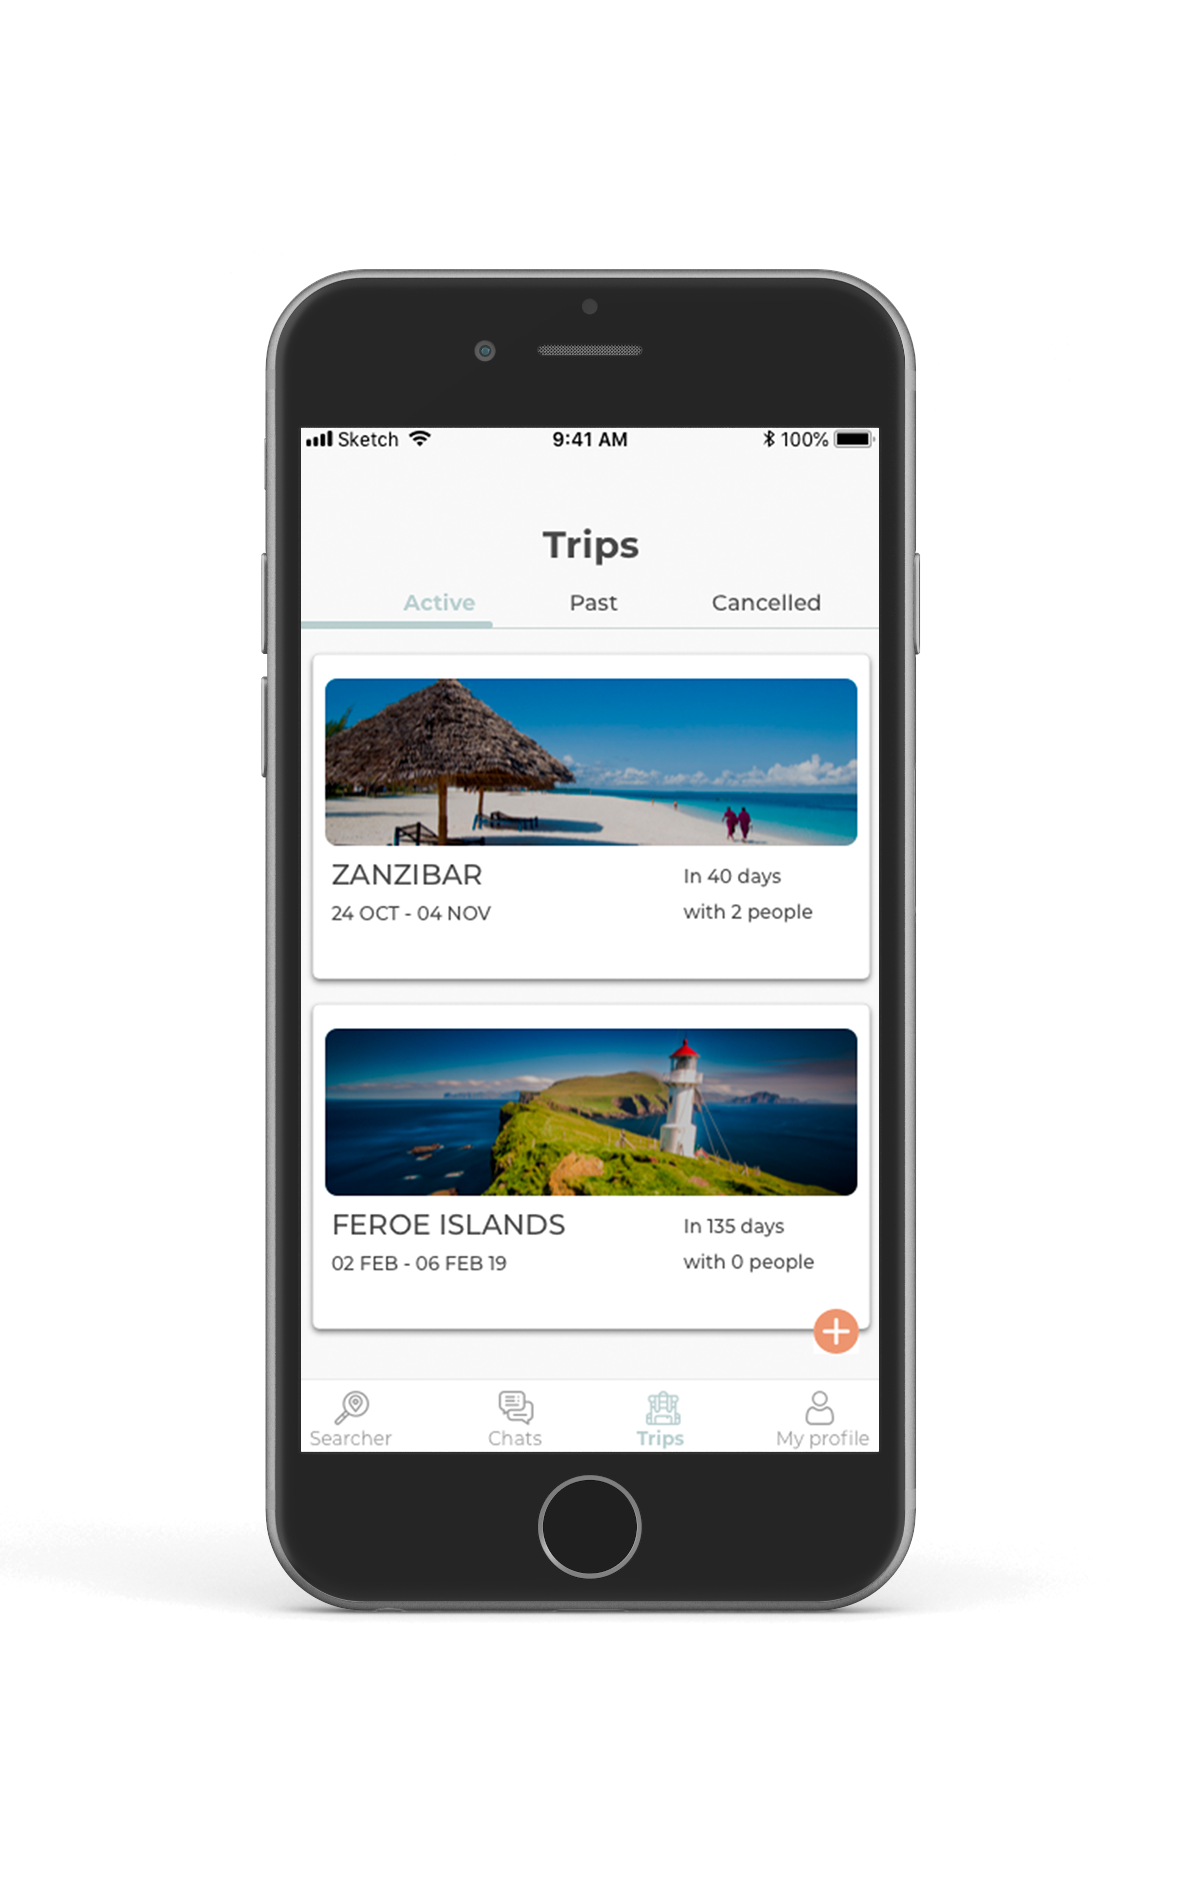 Sketch 9:41 AM 100%
Trips
Active Past Cancelled
ZANZIBAR In 40 days
24 OCT - 04 NOV with 2 people
FEROE ISLANDS In 135 days
02 FEB - 06 FEB 19 with 0 people
Searcher Chats Trips My profile